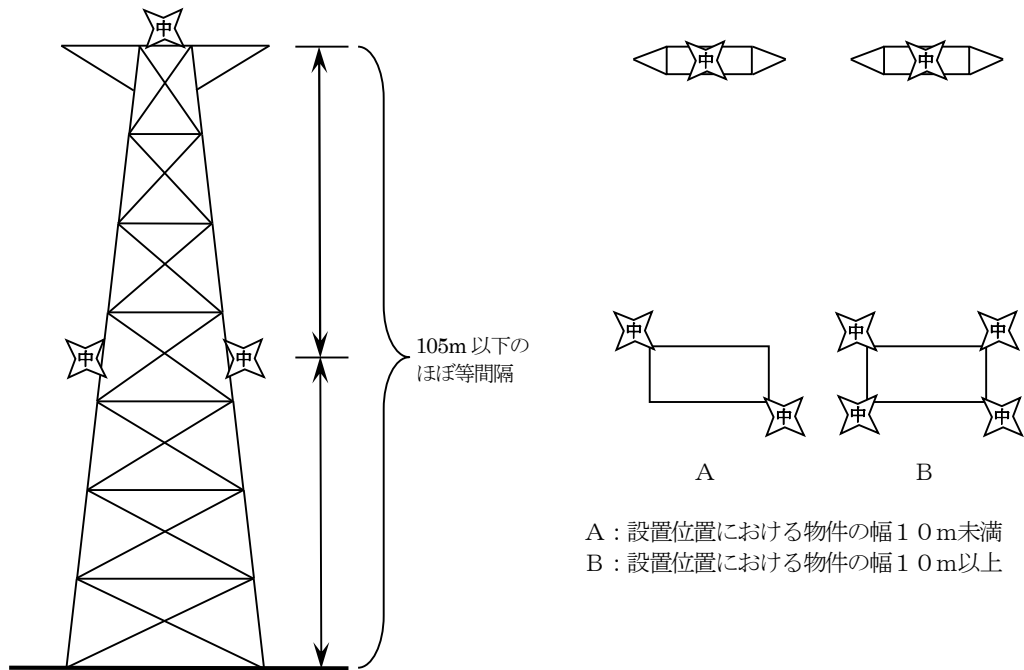 中
中
中
105m 以下の
ほぼ等間隔
中
中
中
中
中
中
中
中
A
B
A：設置位置における物件の幅１０ｍ未満
B：設置位置における物件の幅１０ｍ以上